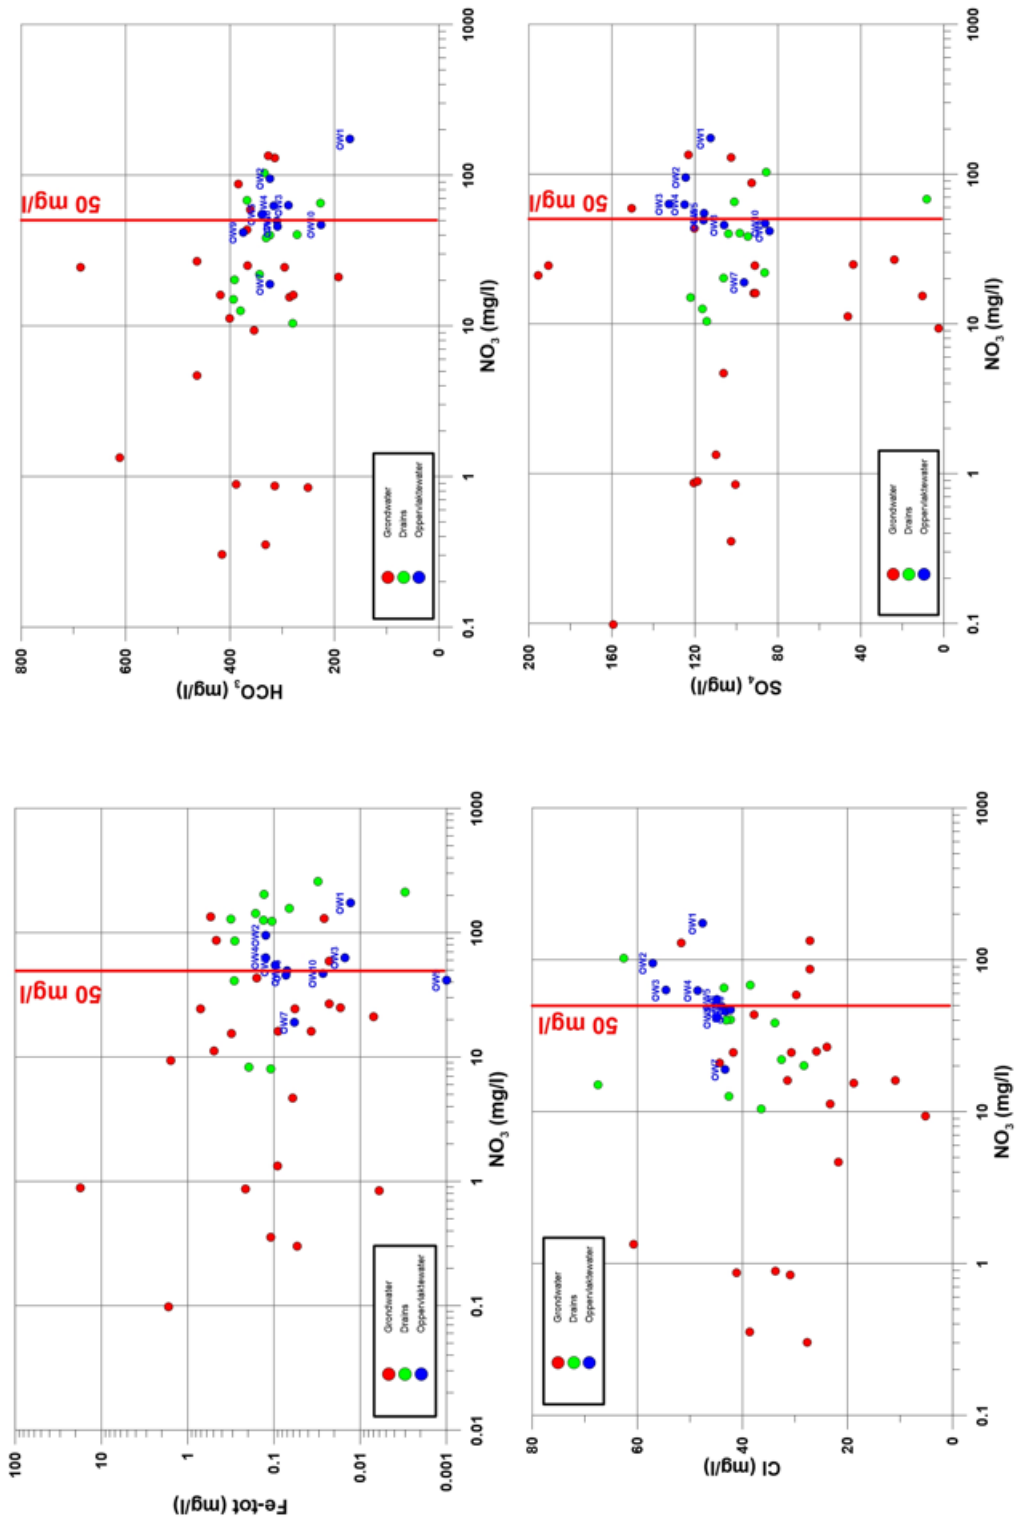 100
10
1
0.1
0.01
0.001
Fe-tot (mg/l)
0.01
0.1
1
10
100
1000
NO₃ (mg/l)
50 mg/l
OW1
OW2
OW4
OW3
OW10
OW7
Grondwater
Drains
Oppervlaktewater
800
600
400
200
0
HCO₃ (mg/l)
0.1
1
10
100
1000
NO₃ (mg/l)
50 mg/l
OW1
OW2
OW4
OW3
OW10
OW9
Grondwater
Drains
Oppervlaktewater
80
60
40
20
0
Cl (mg/l)
0.1
1
10
100
1000
NO₃ (mg/l)
50 mg/l
OW1
OW2
OW3
OW4
OW7
Grondwater
Drains
Oppervlaktewater
200
160
120
80
40
0
SO₄ (mg/l)
0.1
1
10
100
1000
NO₃ (mg/l)
50 mg/l
OW1
OW2
OW3
OW4
OW5
OW10
OW7
Grondwater
Drains
Oppervlaktewater